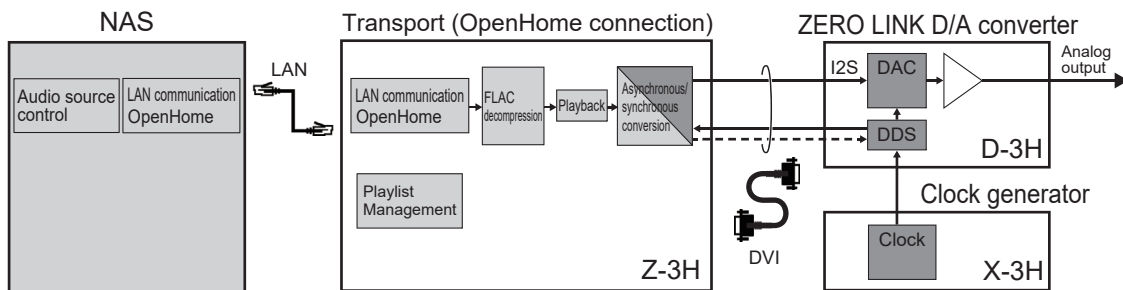 NAS
Audio source
control
LAN communication
OpenHome
LAN
Transport (OpenHome connection)
LAN communication
OpenHome
FLAC
decompression
Playback
Asynchronous/
synchronous
conversion
Playlist
Management
Z-3H
DVI
ZERO LINK D/A converter
I2S
DAC
DDS
D-3H
Analog
output
Clock generator
Clock
X-3H